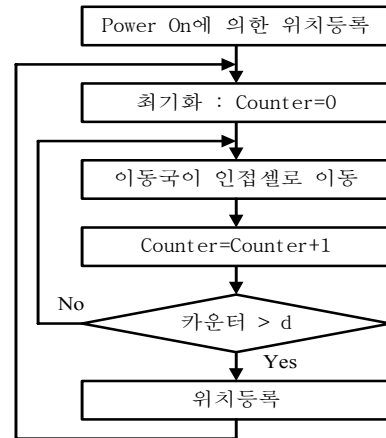 Power On에 의한 위치등록
최기화 : Counter=0
이동국이 인접셀로 이동
Counter=Counter+1
No
카운터 > d
Yes
위치등록